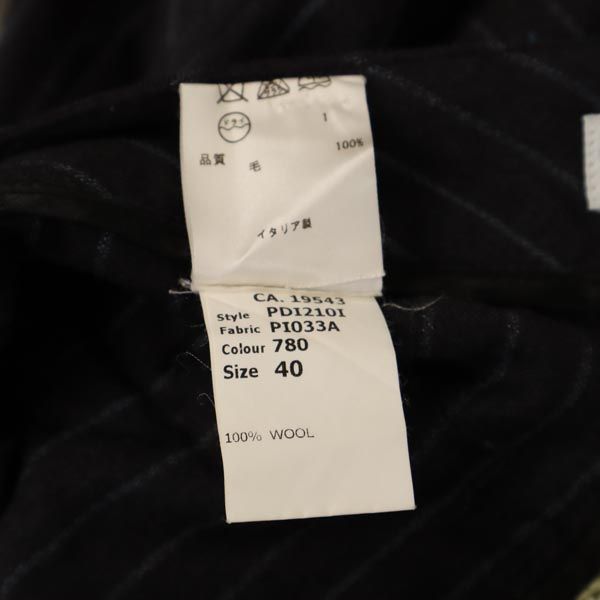 ドライ
1
品質 毛 100%
イタリア製
CA. 19543
Style PDI210I
Fabric PI033A
Colour 780
Size 40
100% WOOL